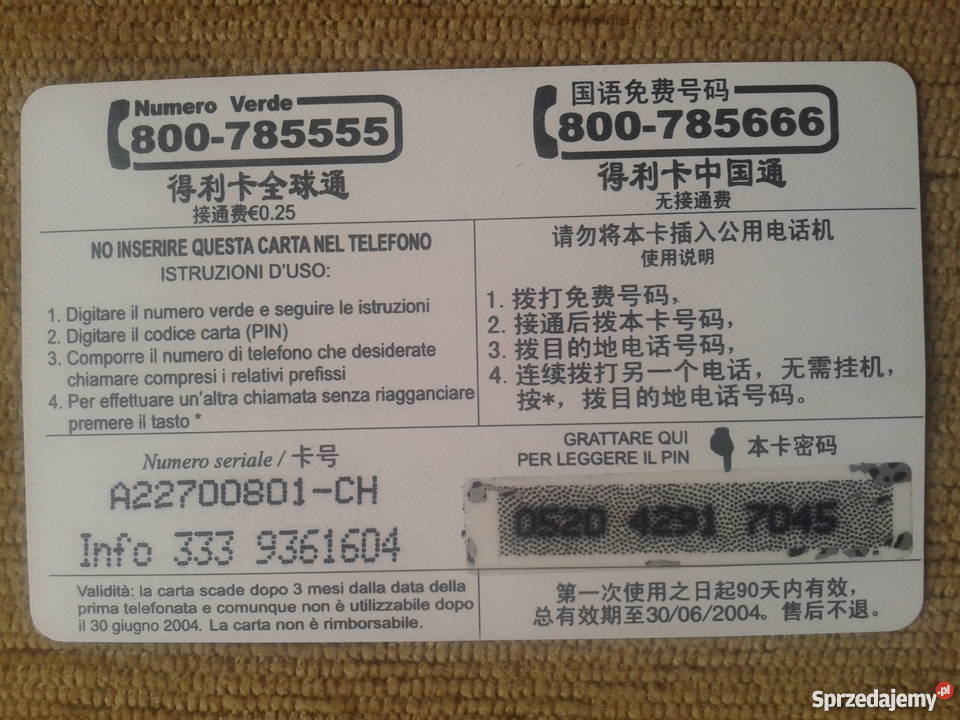 Numero Verde
800-785555
得利卡全球通
接通费€0.25
国语免费号码
800-785666
得利卡中国通
无接通费
NO INSERIRE QUESTA CARTA NEL TELEFONO
ISTRUZIONI D'USO:
1. Digitare il numero verde e seguire le istruzioni
2. Digitare il codice carta (PIN)
3. Comporre il numero di telefono che desiderate
chiamare compresi i relativi prefissi
4. Per effettuare un'altra chiamata senza riagganciare
premere il tasto *
请勿将本卡插入公用电话机
使用说明
1. 拨打免费号码，
2. 接通后拨本卡号码，
3. 拨目的地电话号码，
4. 连续拨打另一个电话，无需挂机，
按*，拨目的地电话号码。
Numero seriale / 卡号
A22700801-CH
Info 333 9361604
GRATTARE QUI
PER LEGGERE IL PIN
本卡密码
0520 4291 7045
Validità: la carta scade dopo 3 mesi dalla data della
prima telefonata e comunque non è utilizzabile dopo
il 30 giugno 2004. La carta non è rimborsabile.
第一次使用之日起90天内有效，
总有效期至30/06/2004。售后不退。
Sprzedajemy.pl